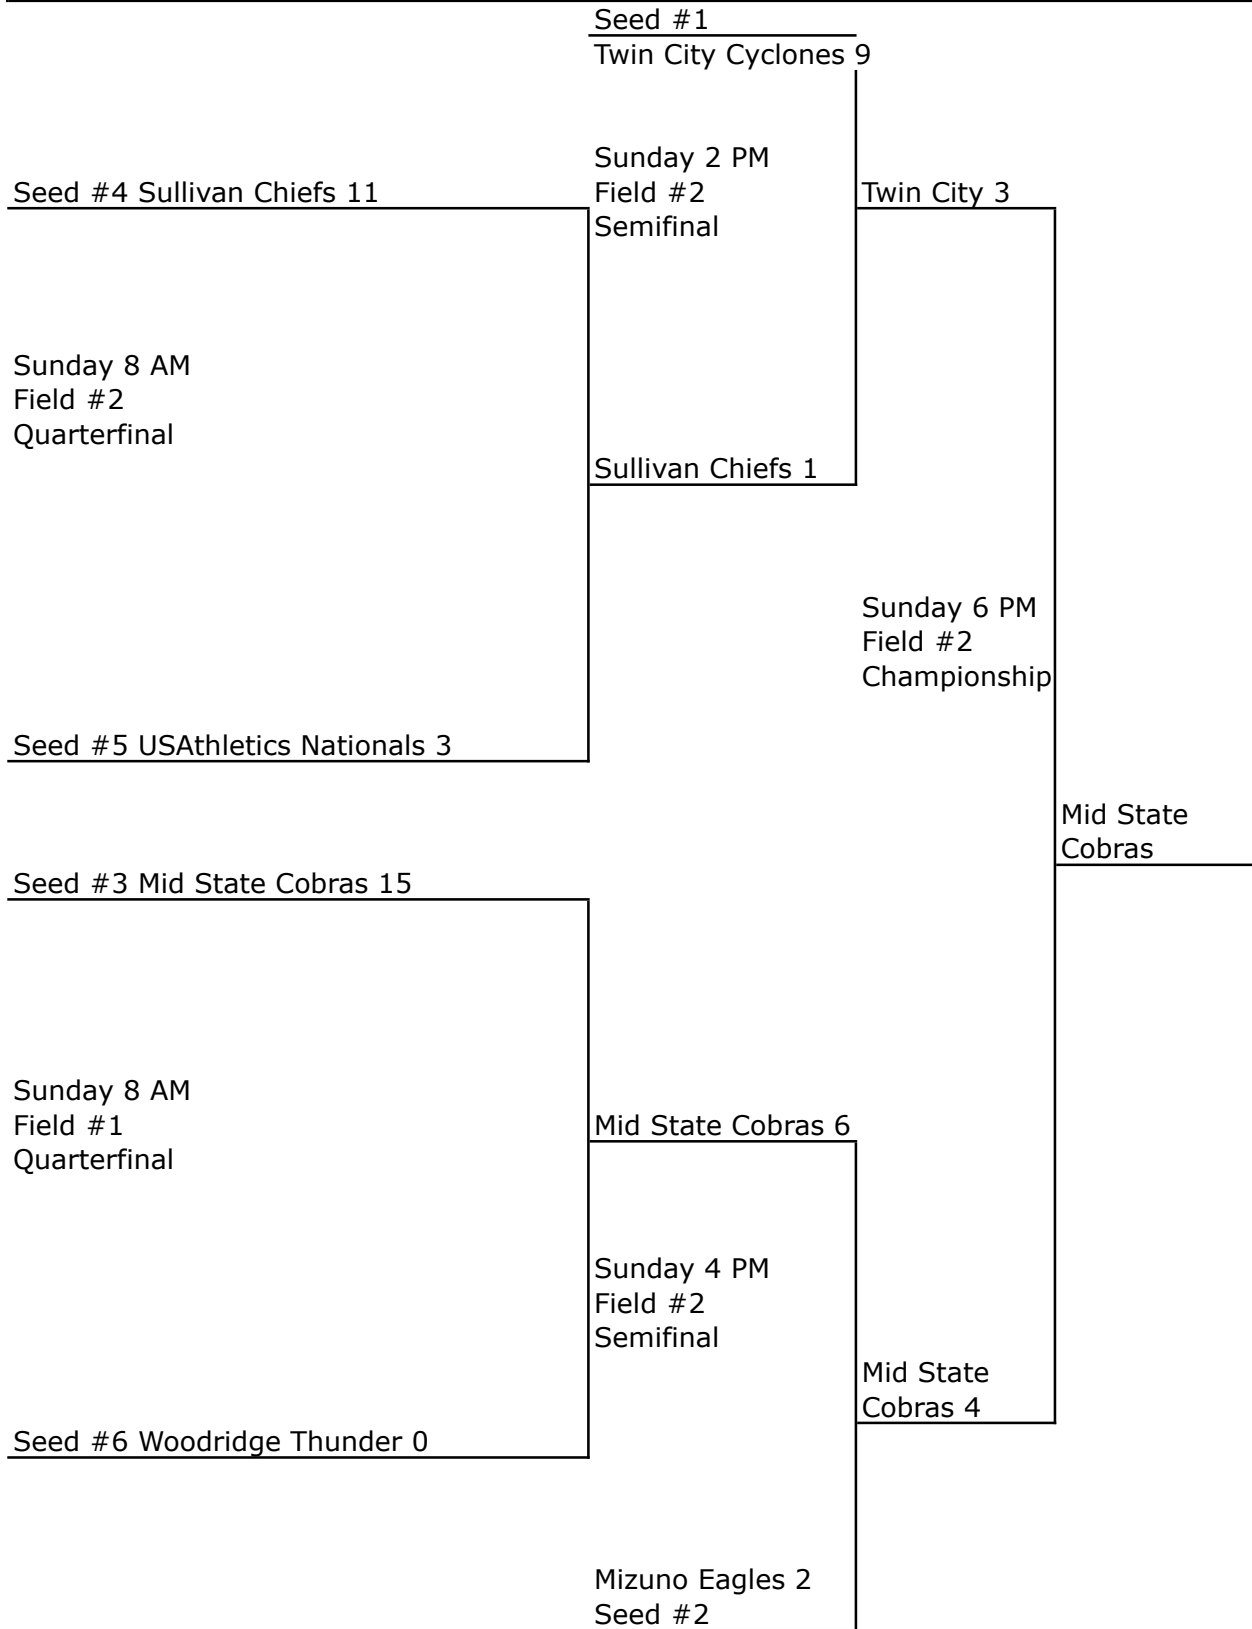 Seed #1
Twin City Cyclones 9
Sunday 2 PM
Field #2
Semifinal
Seed #4 Sullivan Chiefs 11
Twin City 3
Sunday 8 AM
Field #2
Quarterfinal
Sullivan Chiefs 1
Sunday 6 PM
Field #2
Championship
Seed #5 USAthletics Nationals 3
Mid State
Cobras
Seed #3 Mid State Cobras 15
Sunday 8 AM
Field #1
Quarterfinal
Mid State Cobras 6
Sunday 4 PM
Field #2
Semifinal
Mid State
Cobras 4
Seed #6 Woodridge Thunder 0
Mizuno Eagles 2
Seed #2